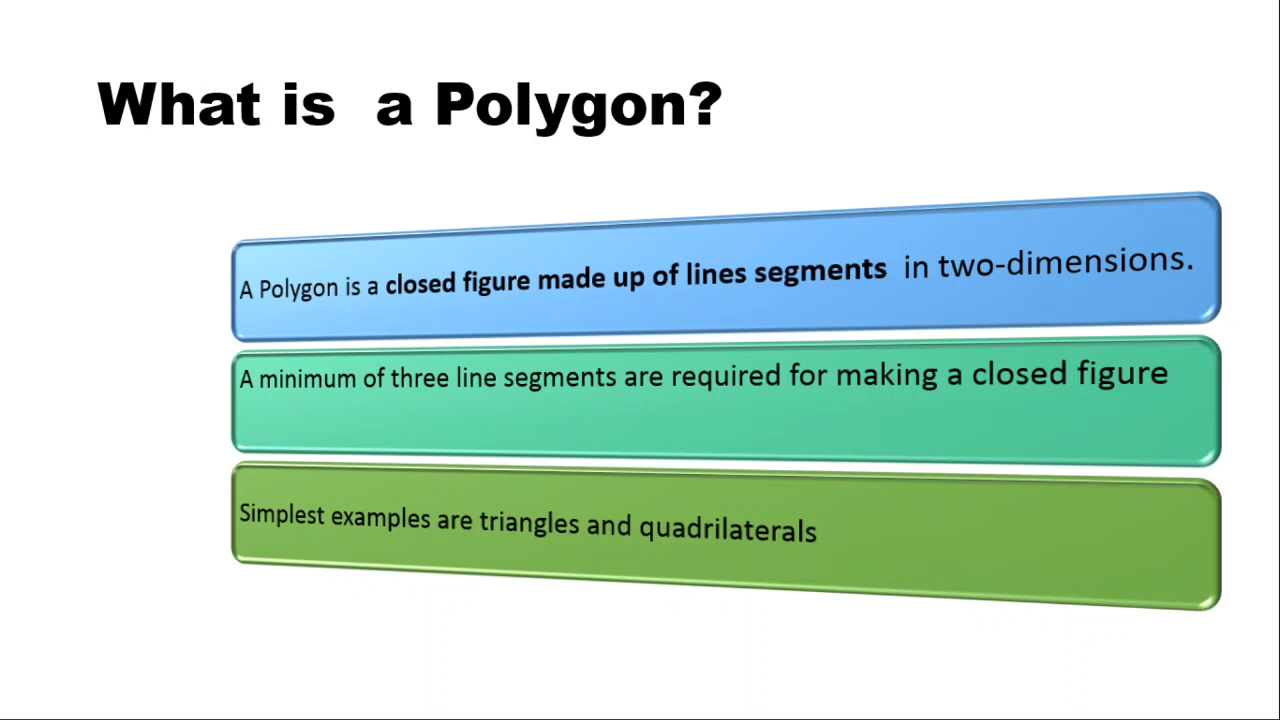 What is  a Polygon?
A Polygon is a closed figure made up of lines segments  in two-dimensions.
A minimum of three line segments are required for making a closed figure
Simplest examples are triangles and quadrilaterals